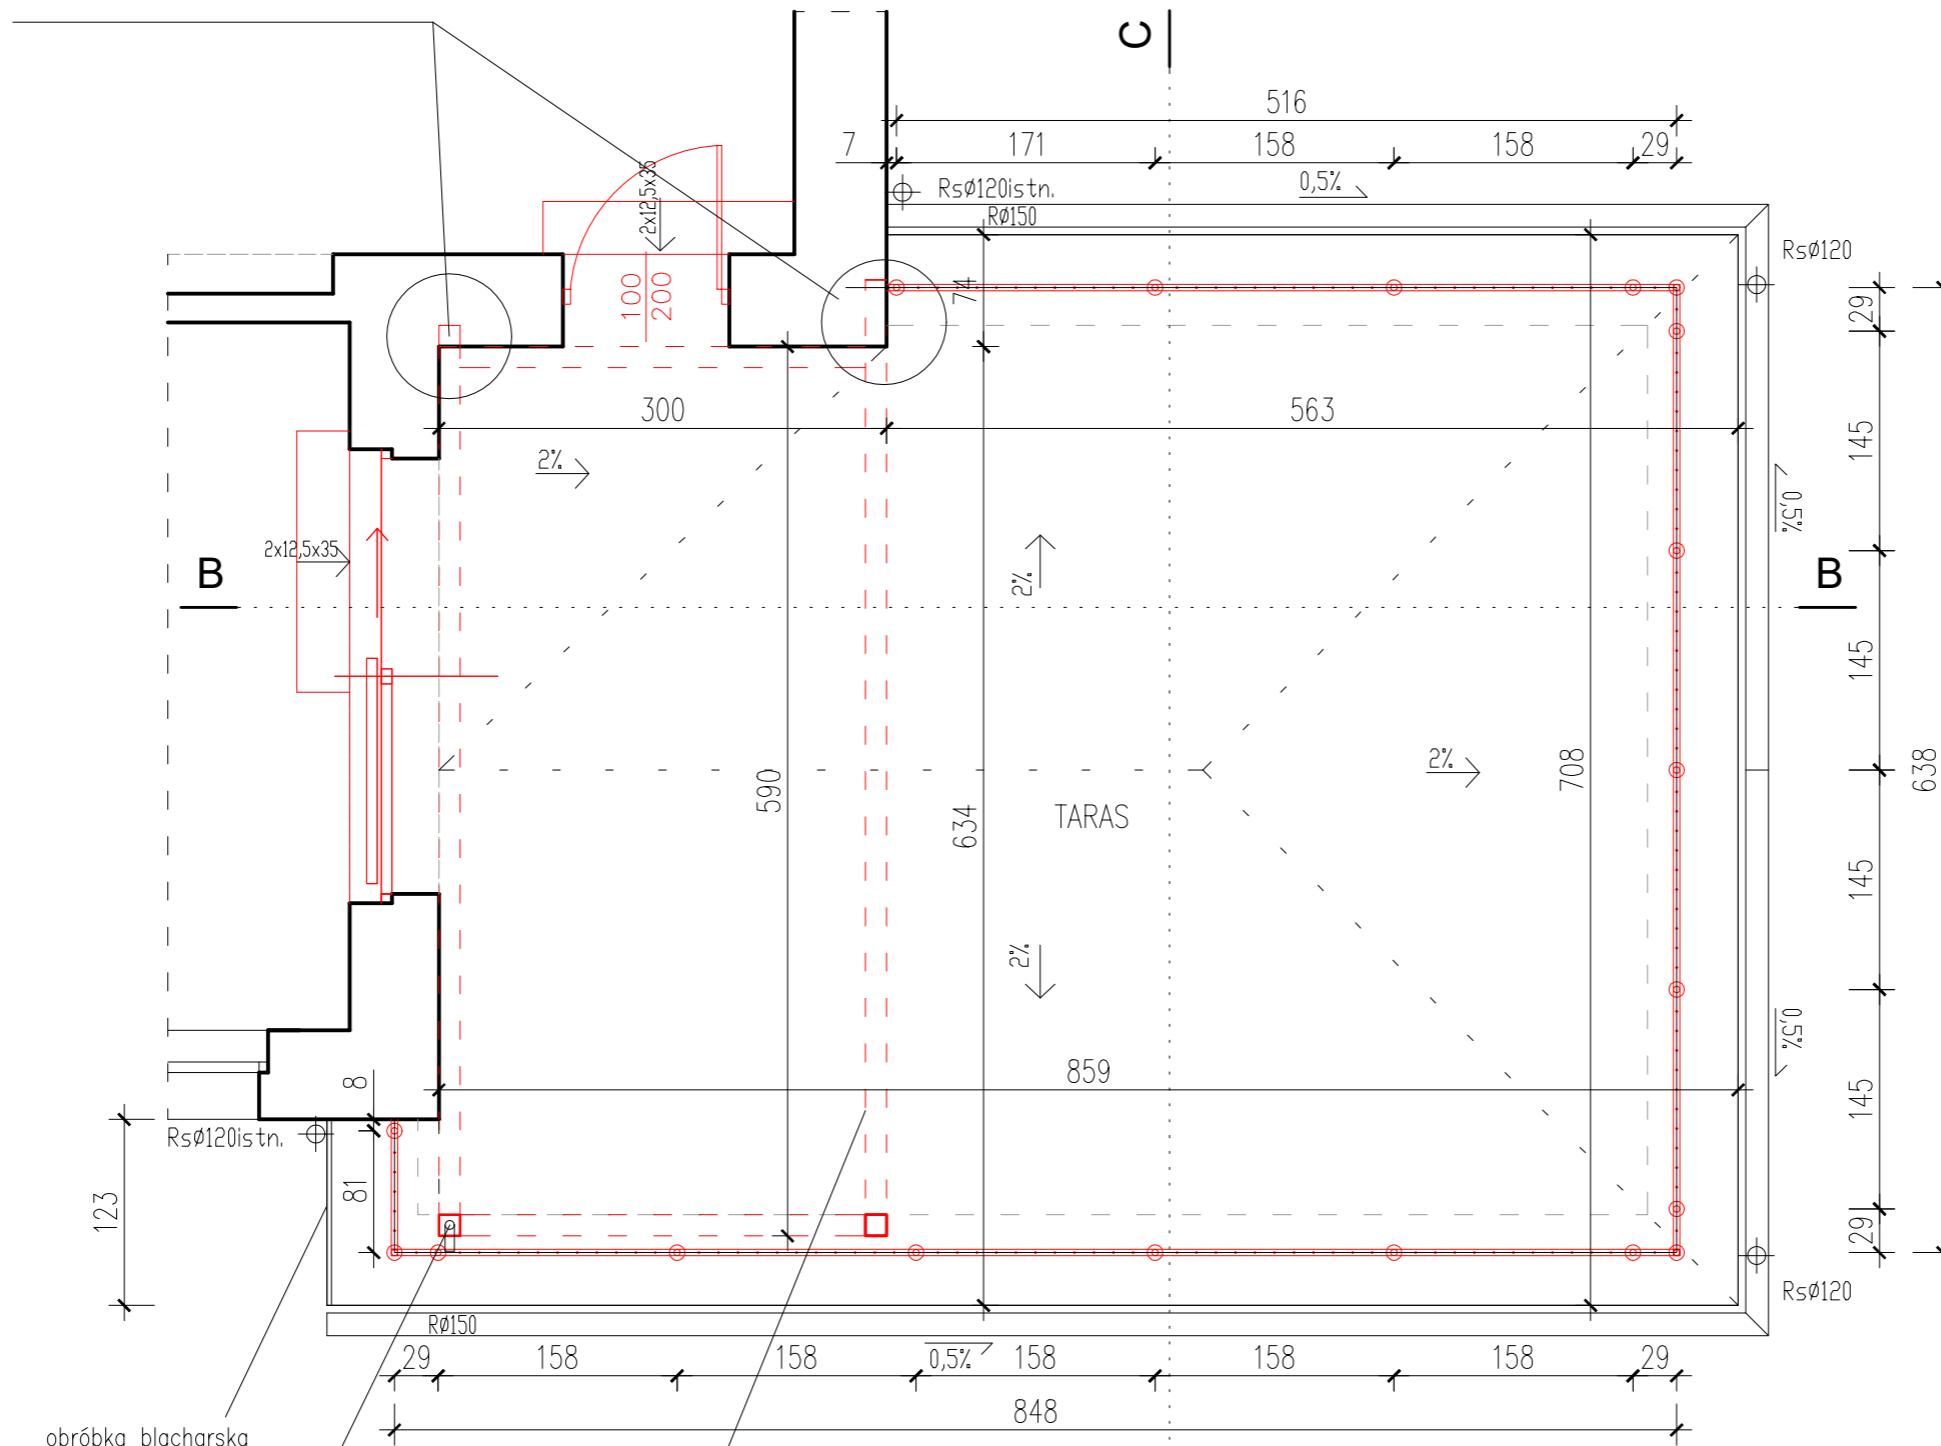 C
516
7 171 158 158 29
Rsø120istn. 0,5%
Rø150
Rsø120
2x12,5x35
100
200
74
29
300 563
145
2%
0,5%
2x12,5x35
B B
2%
145
590 634 708 638
2%
TARAS
145
2%
0,5%
859
145
8
Rsø120istn.
123
81
29
Rsø120
Rø150
29 158 158 0,5% 158 158 158 29
848
obróbka blacharska